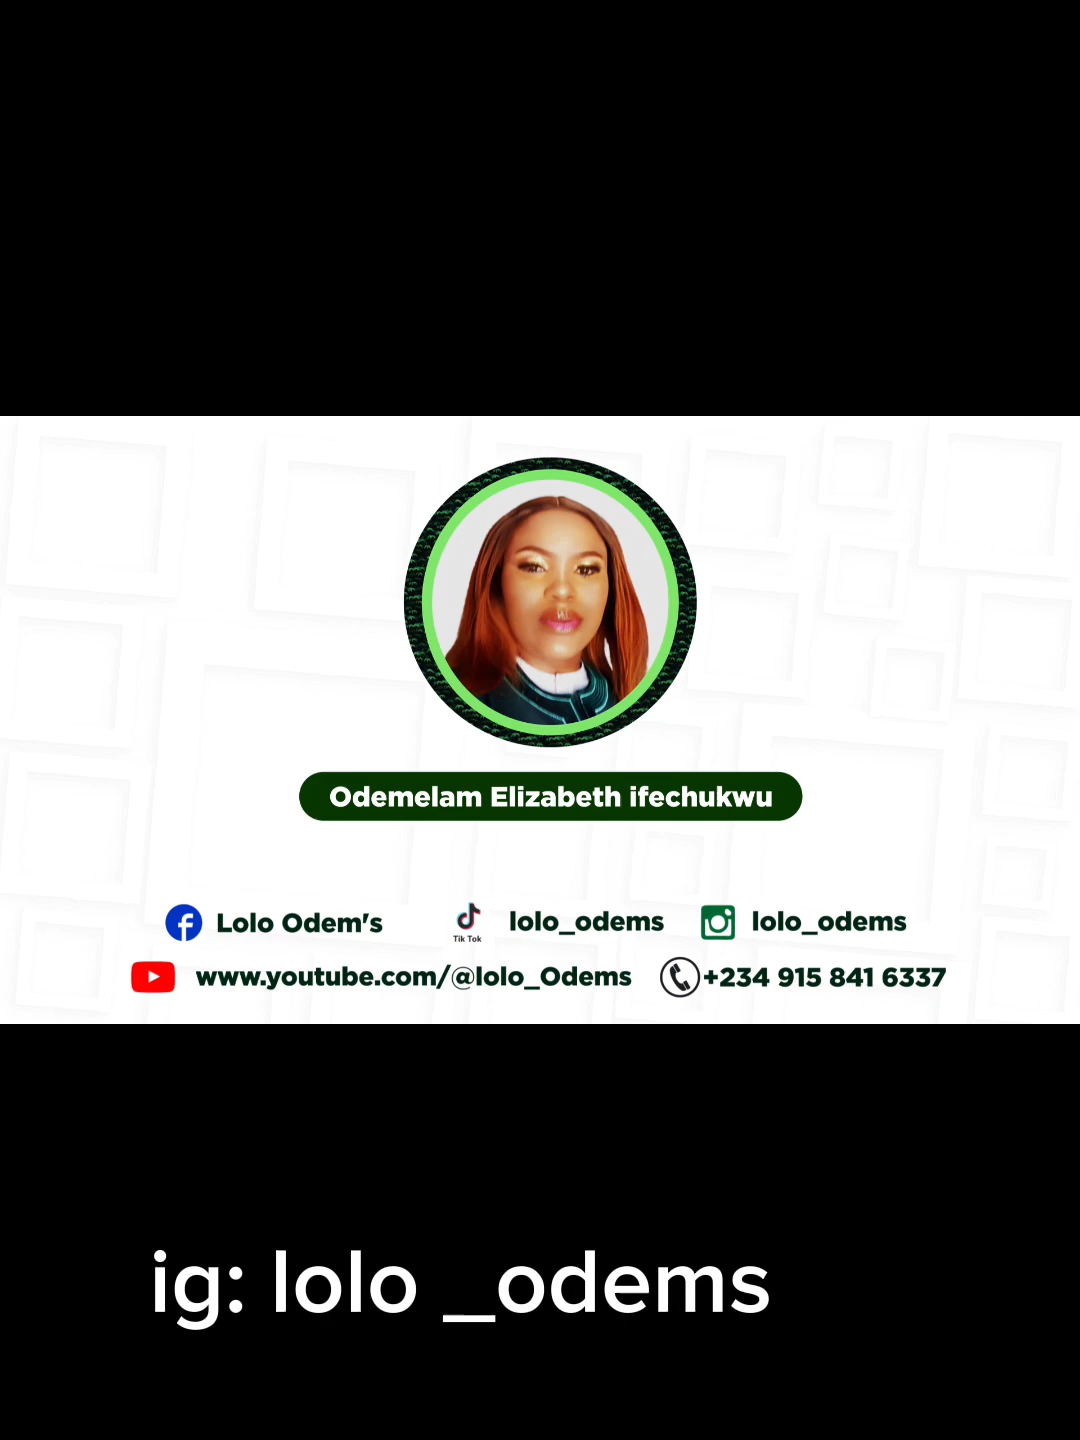 Odemelam Elizabeth ifechukwu
Lolo Odem's
Tik Tok
lolo_odems
lolo_odems
www.youtube.com/@lolo_Odems
+234 915 841 6337
ig: lolo _odems